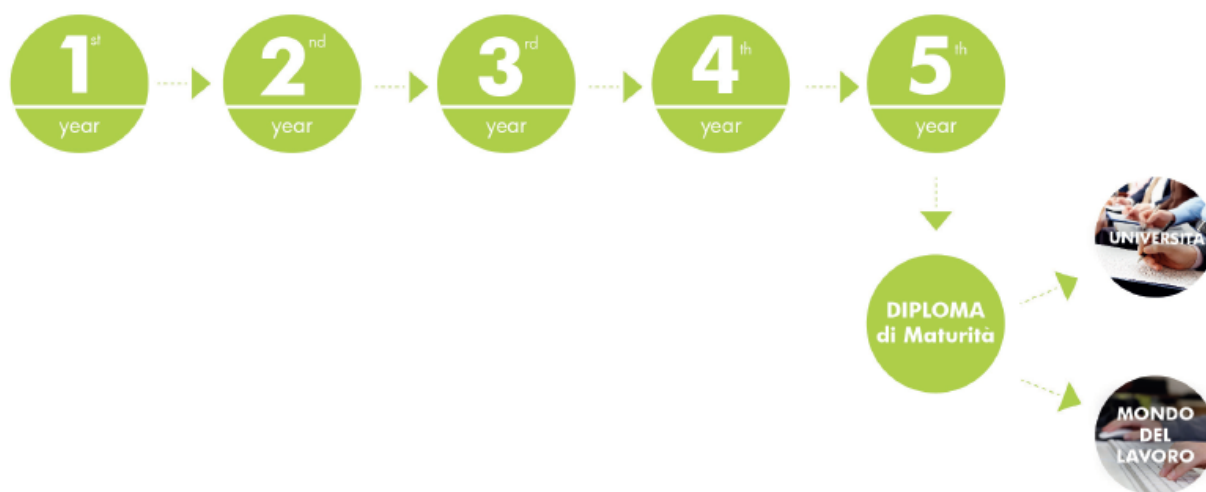 1st
year
2nd
year
3rd
year
4th
year
5th
year
DIPLOMA
di Maturità
UNIVERSITÀ
MONDO
DEL
LAVORO